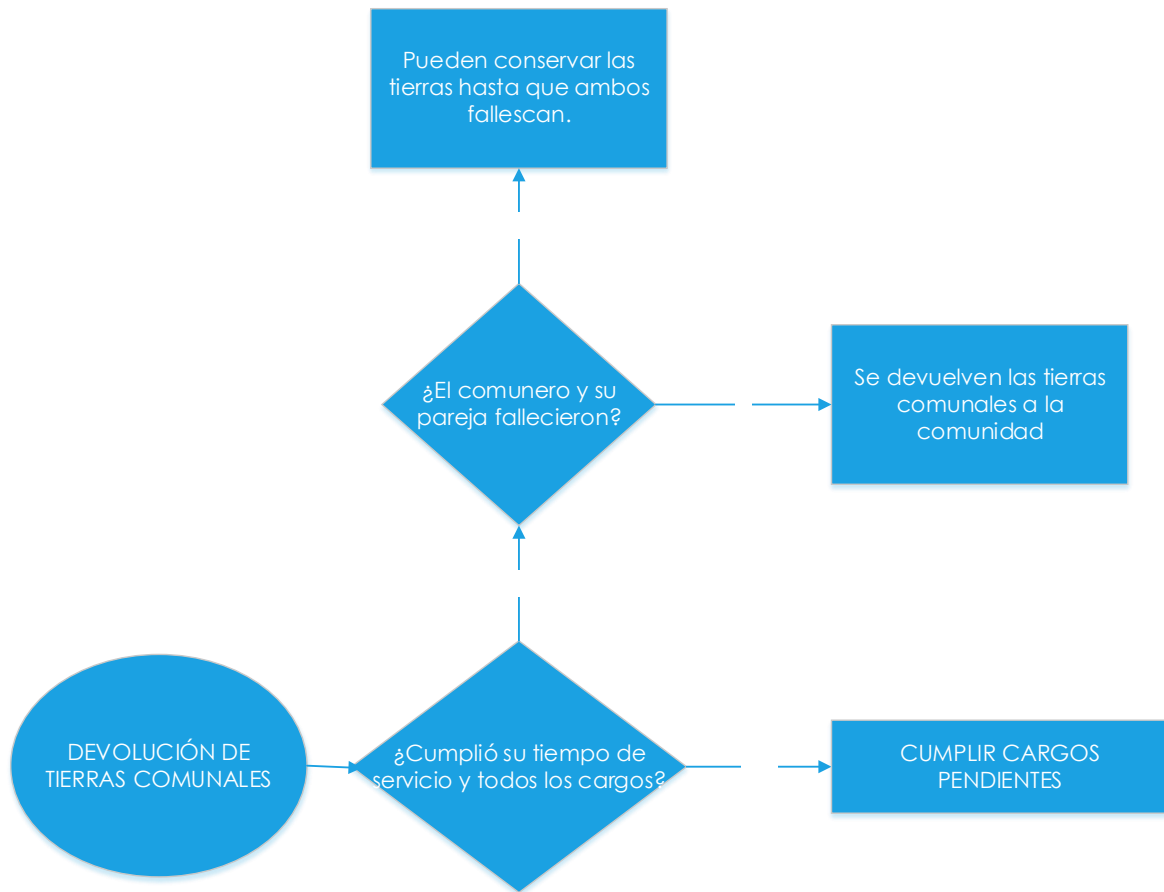 Pueden conservar las
tierras hasta que ambos
fallescan.
¿El comunero y su
pareja fallecieron?
Se devuelven las tierras
comunales a la
comunidad
DEVOLUCIÓN DE
TIERRAS COMUNALES
¿Cumplió su tiempo de
servicio y todos los cargos?
CUMPLIR CARGOS
PENDIENTES